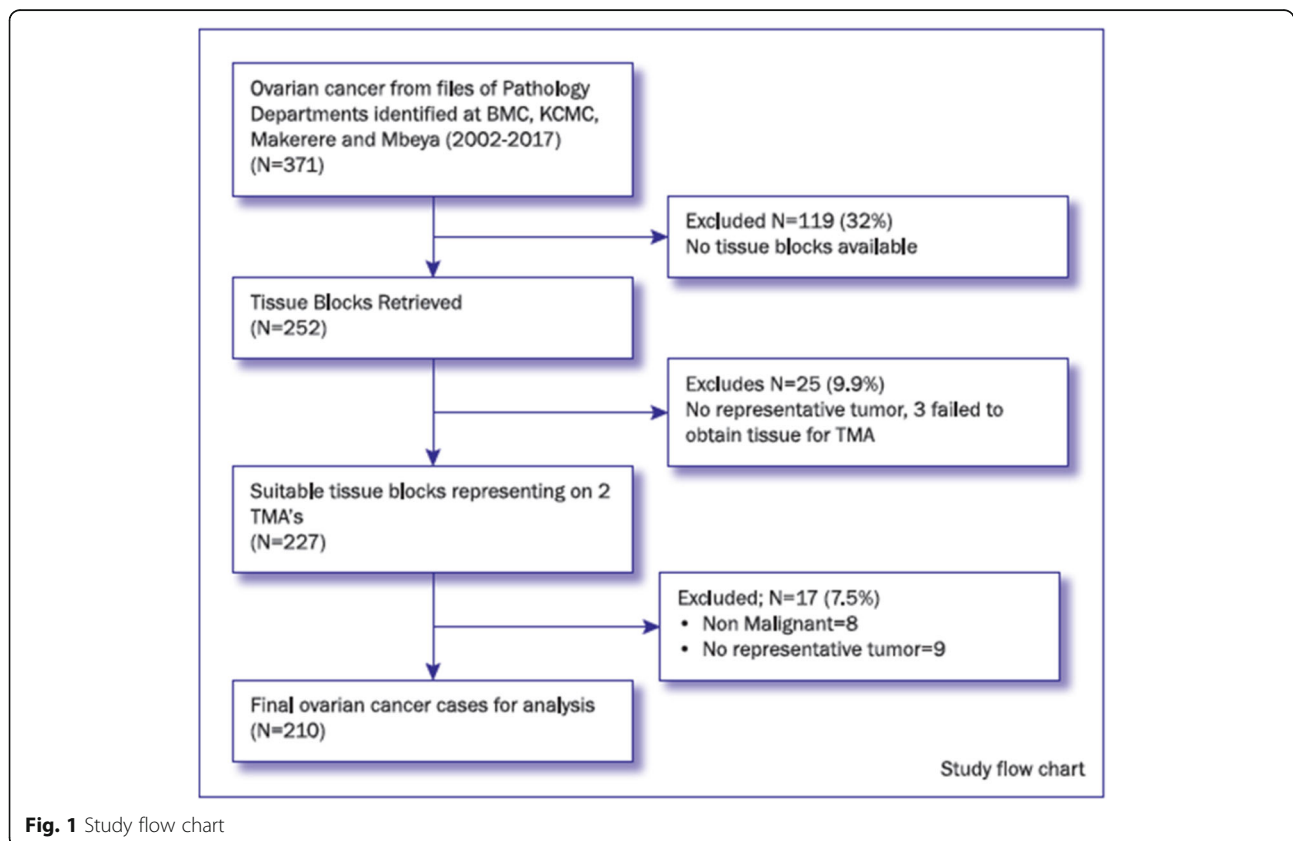 Ovarian cancer from files of Pathology
Departments identified at BMC, KCMC,
Makerere and Mbeya (2002-2017)
(N=371)
Excluded N=119 (32%)
No tissue blocks available
Tissue Blocks Retrieved
(N=252)
Excludes N=25 (9.9%)
No representative tumor, 3 failed to
obtain tissue for TMA
Suitable tissue blocks representing on 2
TMA's
(N=227)
Excluded; N=17 (7.5%)
• Non Malignant=8
• No representative tumor=9
Final ovarian cancer cases for analysis
(N=210)
Study flow chart
Fig. 1 Study flow chart